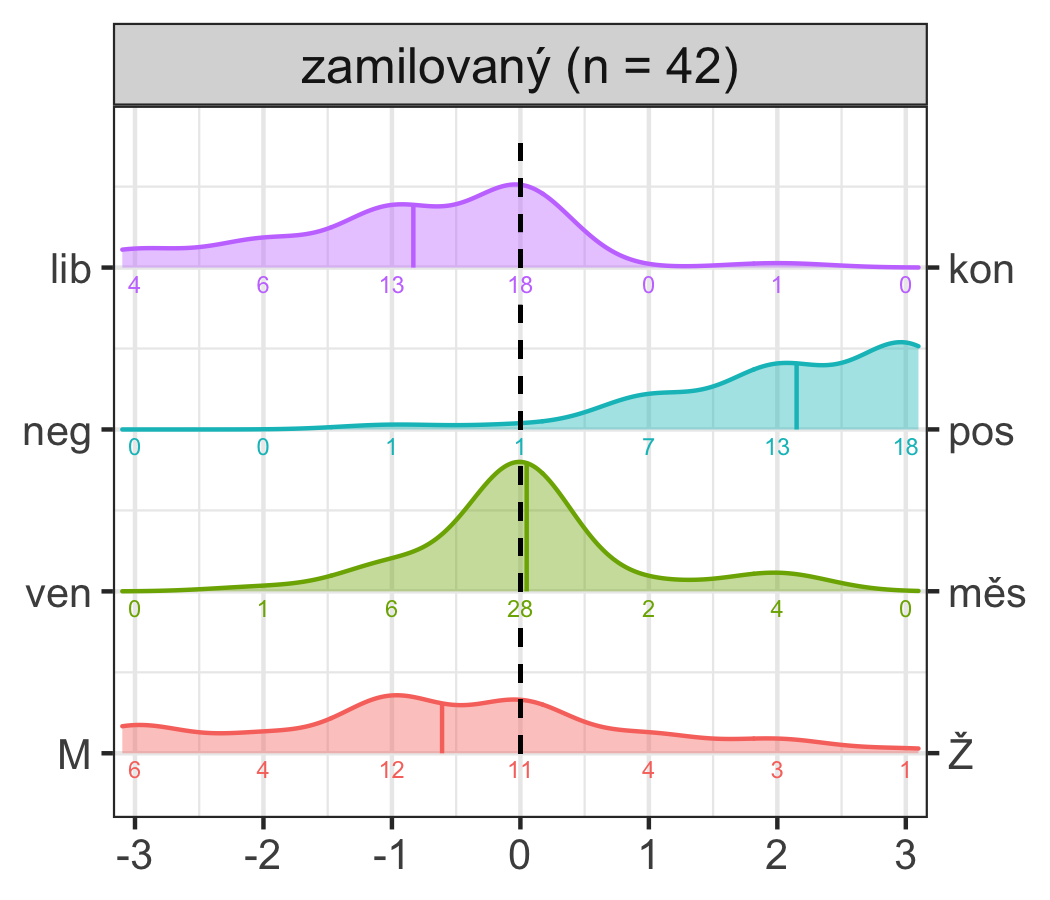 zamilovaný (n = 42)
lib kon
4 6 13 18 0 1 0
neg pos
0 0 1 1 7 13 18
ven měs
0 1 6 28 2 4 0
M Ž
6 4 12 11 4 3 1
-3 -2 -1 0 1 2 3